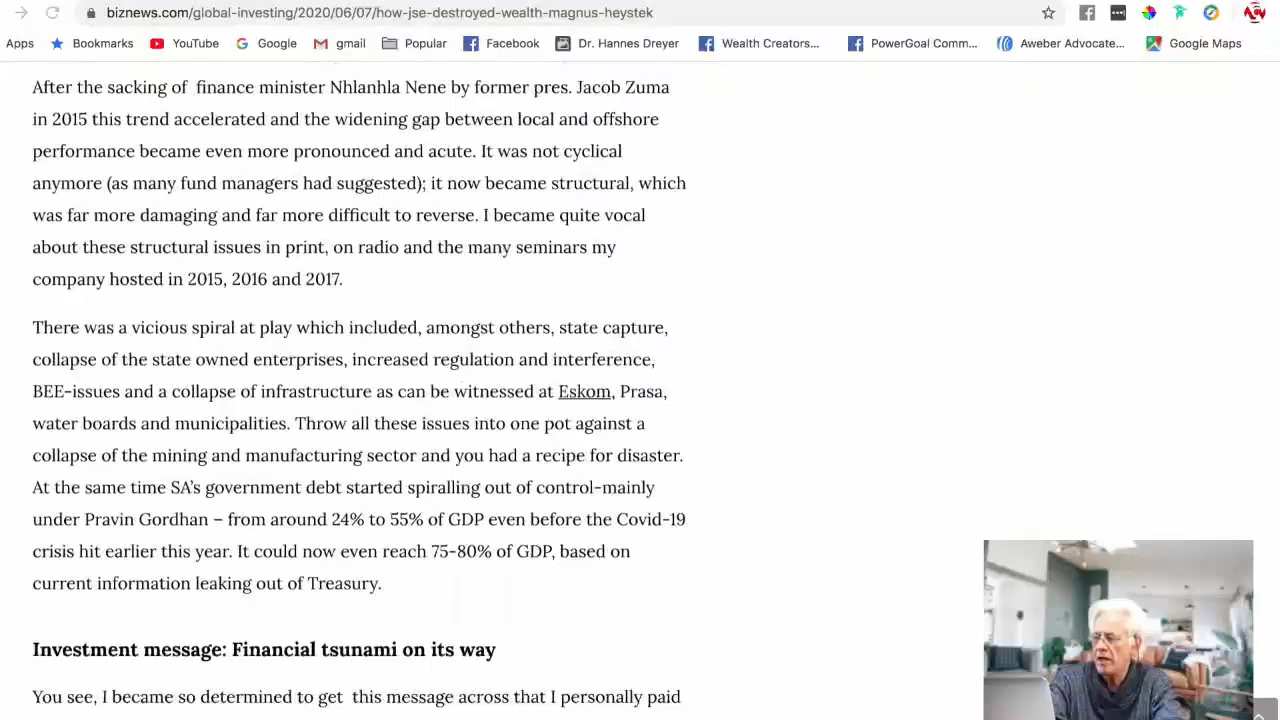 biznews.com/global-investing/2020/06/07/how-jse-destroyed-wealth-magnus-heystek
Apps Bookmarks YouTube Google gmail Popular Facebook Dr. Hannes Dreyer Wealth Creators... PowerGoal Comm... Aweber Advocate... Google Maps
After the sacking of finance minister Nhlanhla Nene by former pres. Jacob Zuma
in 2015 this trend accelerated and the widening gap between local and offshore
performance became even more pronounced and acute. It was not cyclical
anymore (as many fund managers had suggested); it now became structural, which
was far more damaging and far more difficult to reverse. I became quite vocal
about these structural issues in print, on radio and the many seminars my
company hosted in 2015, 2016 and 2017.
There was a vicious spiral at play which included, amongst others, state capture,
collapse of the state owned enterprises, increased regulation and interference,
BEE-issues and a collapse of infrastructure as can be witnessed at Eskom, Prasa,
water boards and municipalities. Throw all these issues into one pot against a
collapse of the mining and manufacturing sector and you had a recipe for disaster.
At the same time SA’s government debt started spiralling out of control-mainly
under Pravin Gordhan – from around 24% to 55% of GDP even before the Covid-19
crisis hit earlier this year. It could now even reach 75-80% of GDP, based on
current information leaking out of Treasury.
Investment message: Financial tsunami on its way
You see, I became so determined to get this message across that I personally paid